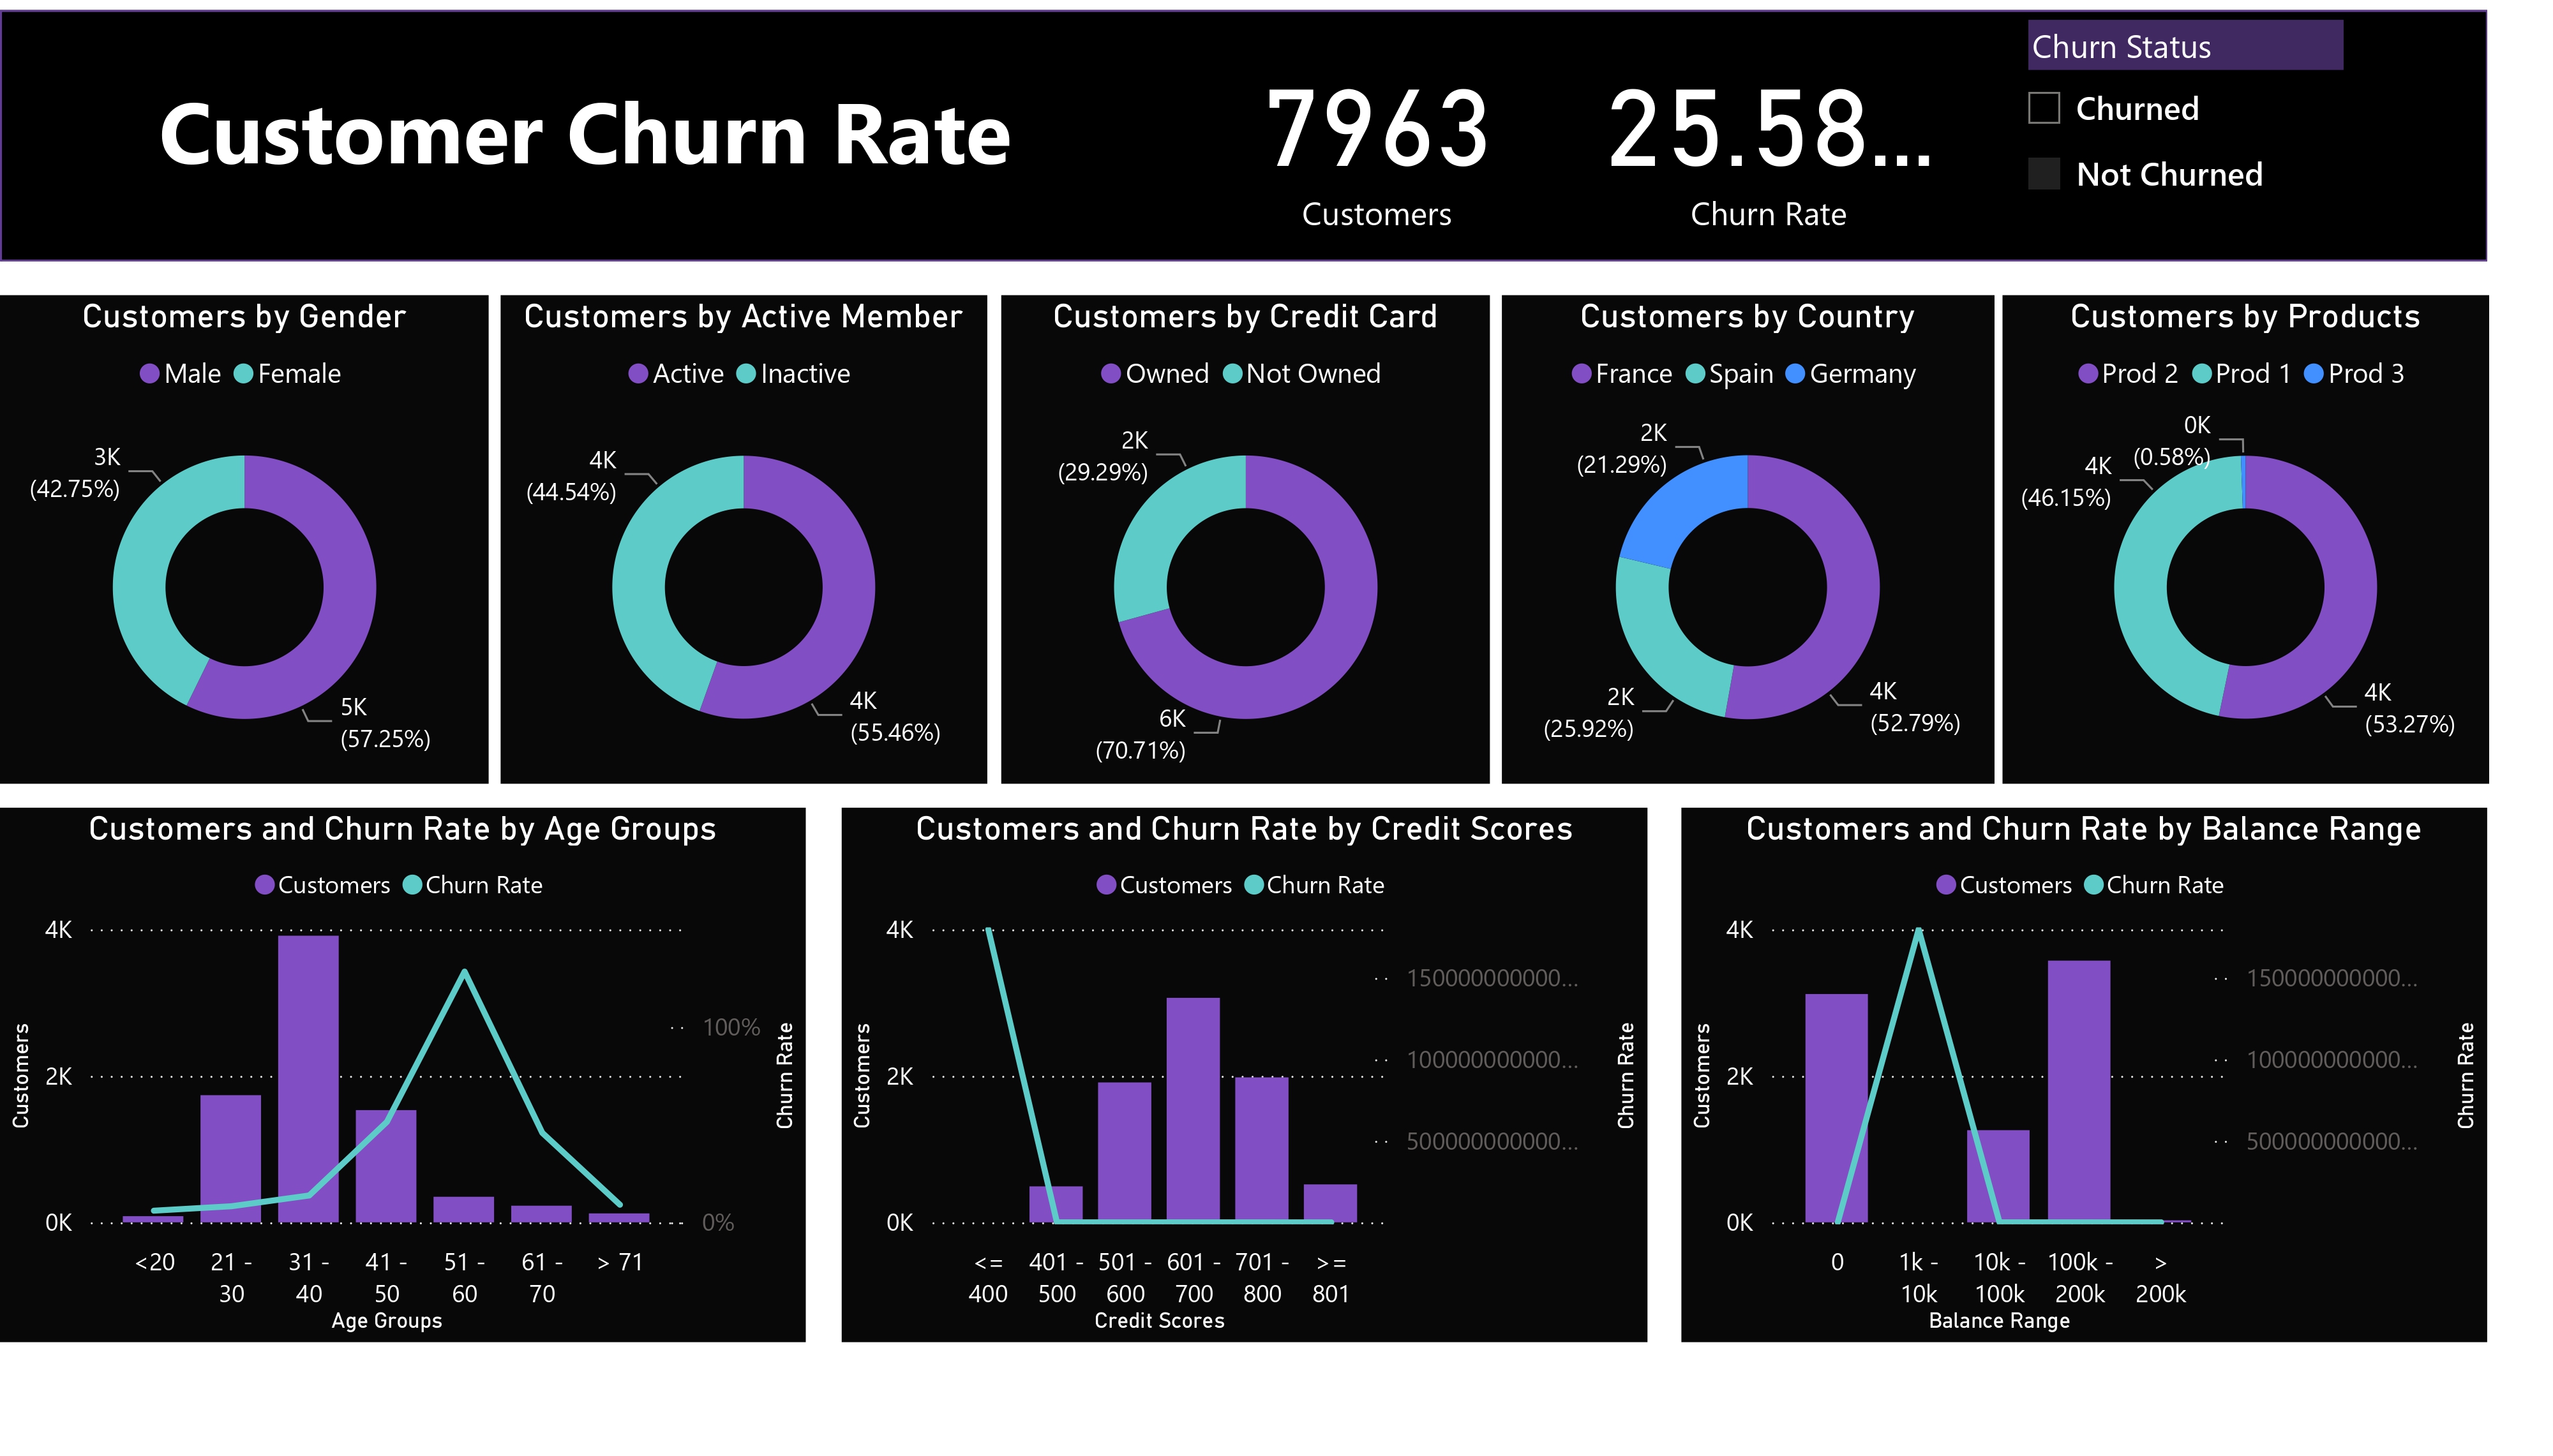 Customer Churn Rate
7963
Customers
25.58...
Churn Rate
Churn Status
Churned
Not Churned
Customers by Gender
Male Female
3K
(42.75%)
5K
(57.25%)
Customers by Active Member
Active Inactive
4K
(44.54%)
4K
(55.46%)
Customers by Credit Card
Owned Not Owned
2K
(29.29%)
6K
(70.71%)
Customers by Country
France Spain Germany
2K
(21.29%)
2K
(25.92%)
4K
(52.79%)
Customers by Products
Prod 2 Prod 1 Prod 3
0K
(0.58%)
4K
(46.15%)
4K
(53.27%)
Customers and Churn Rate by Age Groups
Customers Churn Rate
4K
2K
0K
Customers
100%
0%
Churn Rate
<20 21 - 31 - 41 - 51 - 61 - > 71
30 40 50 60 70
Age Groups
Customers and Churn Rate by Credit Scores
Customers Churn Rate
4K
2K
0K
Customers
150000000000...
100000000000...
500000000000...
Churn Rate
<= 401 - 501 - 601 - 701 - >=
400 500 600 700 800 801
Credit Scores
Customers and Churn Rate by Balance Range
Customers Churn Rate
4K
2K
0K
Customers
150000000000...
100000000000...
500000000000...
Churn Rate
0 1k - 10k - 100k - >
10k 100k 200k 200k
Balance Range